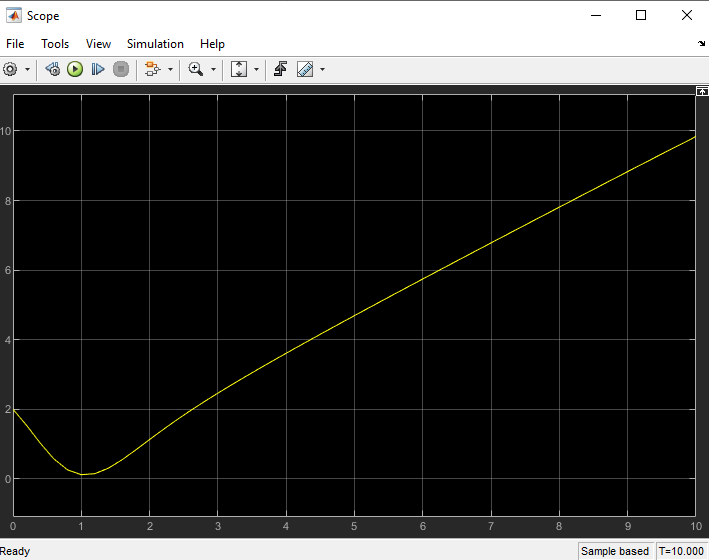 Scope
File Tools View Simulation Help
10
8
6
4
2
0
0 1 2 3 4 5 6 7 8 9 10
Ready Sample based T=10.000